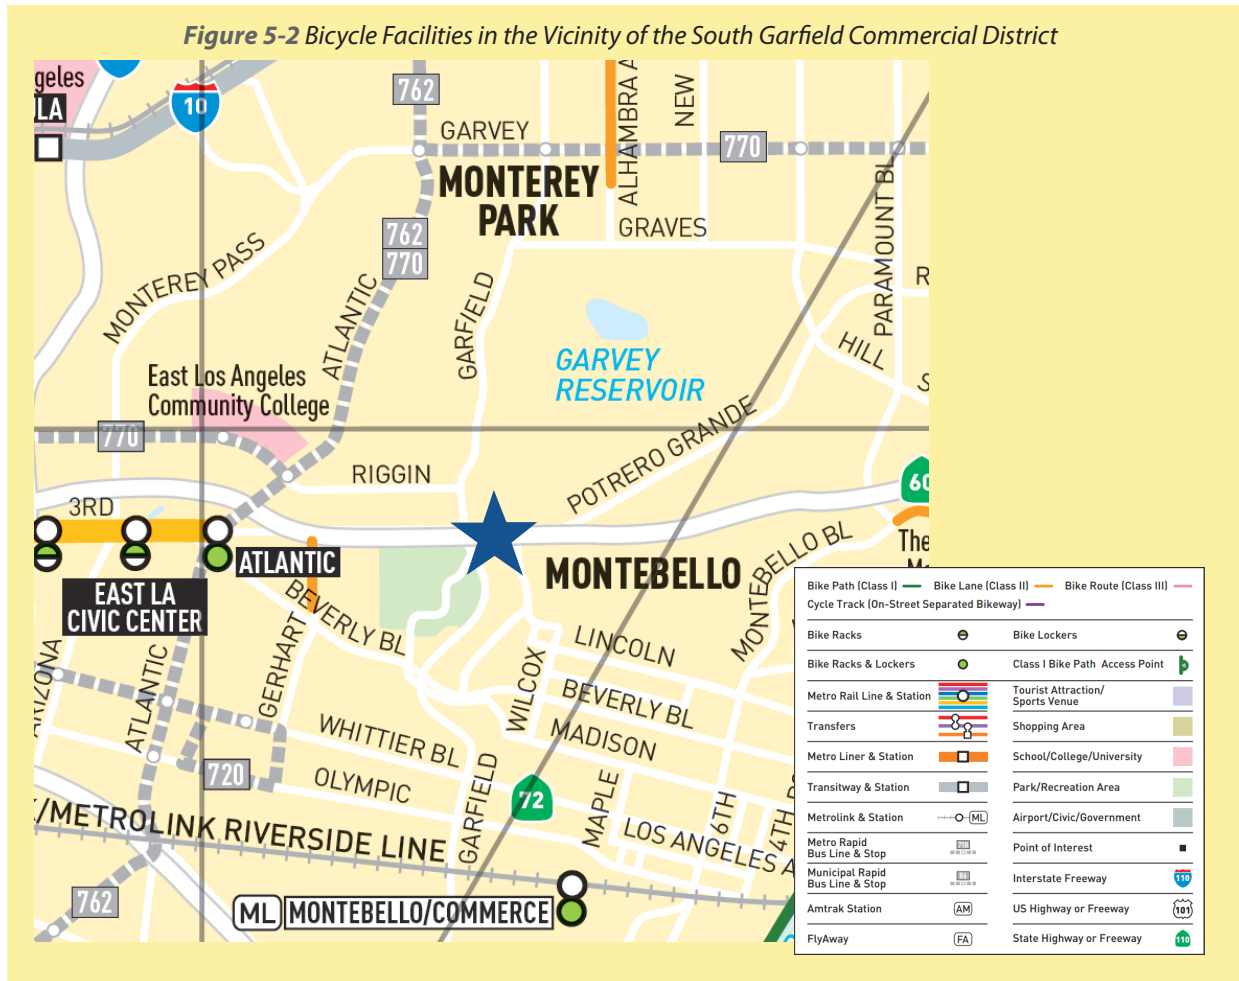 Figure 5-2 Bicycle Facilities in the Vicinity of the South Garfield Commercial District
geles
LA
10
762
GARVEY
ALHAMBRA A
NEW
770
MONTEREY
PARK
GRAVES
PARAMOUNT BL
762
770
MONTEREY PASS
ATLANTIC
GARFIELD
GARVEY
RESERVOIR
HILL
R
S
East Los Angeles
Community College
770
RIGGIN
POTRERO GRANDE
60
3RD
ATLANTIC
EAST LA
CIVIC CENTER
MONTEBELLO
MONTEBELLO BL
The
BEVERLY BL
GERHART
ATLANTIC
ARIZONA
WILCOX
LINCOLN
BEVERLY BL
MADISON
WHITTIER BL
OLYMPIC
720
GARFIELD
72
MAPLE
6TH
4TH
LOS ANGELES A
/METROLINK RIVERSIDE LINE
762
ML MONTEBELLO/COMMERCE
Bike Path (Class I)
Bike Lane (Class II)
Bike Route (Class III)
Cycle Track (On-Street Separated Bikeway)
Bike Racks
Bike Lockers
Bike Racks & Lockers
Class I Bike Path Access Point
Metro Rail Line & Station
Tourist Attraction/
Sports Venue
Transfers
Shopping Area
Metro Liner & Station
School/College/University
Transitway & Station
Park/Recreation Area
Metrolink & Station
ML
Airport/Civic/Government
Metro Rapid
Bus Line & Stop
Point of Interest
Municipal Rapid
Bus Line & Stop
Interstate Freeway
110
Amtrak Station
AM
US Highway or Freeway
101
FlyAway
FA
State Highway or Freeway
110